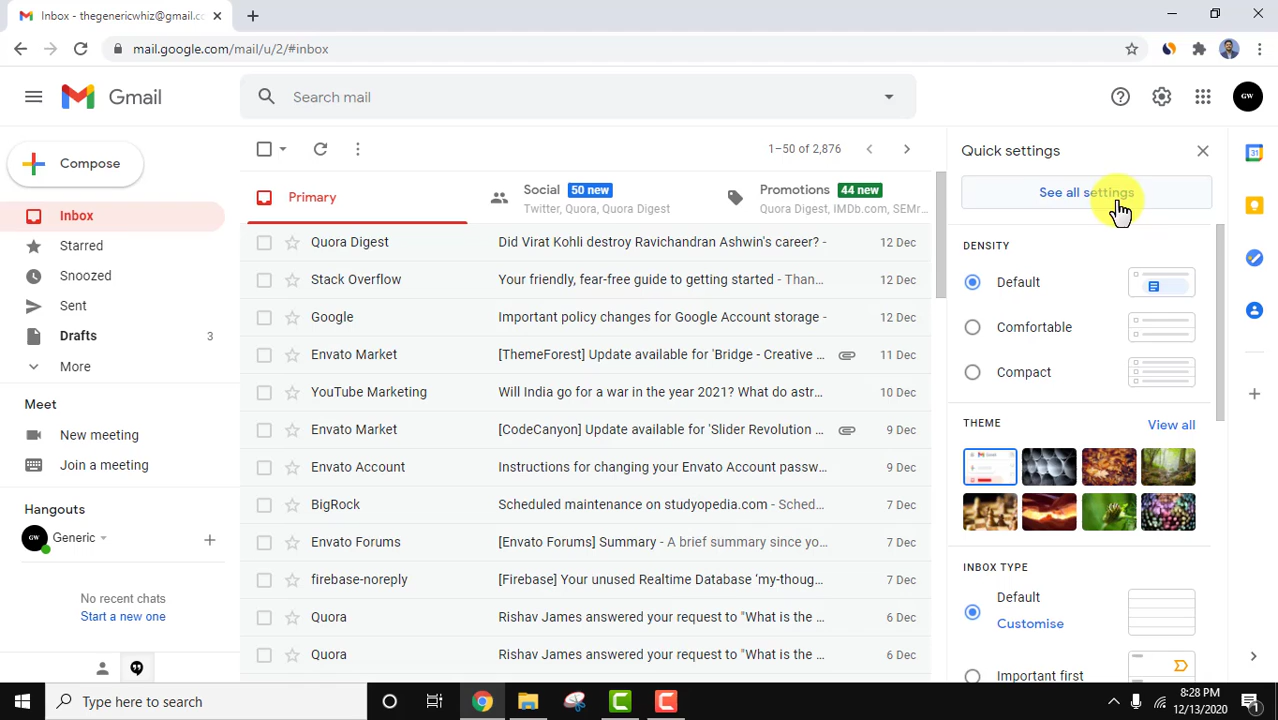 Inbox - thegenericwhiz@gmail.cc
mail.google.com/mail/u/2/#inbox
Gmail
Search mail
GW
Compose
Inbox
Starred
Snoozed
Sent
Drafts 3
More
Meet
New meeting
Join a meeting
Hangouts
GW Generic
No recent chats
Start a new one
1–50 of 2,876
Primary
Social 50 new
Twitter, Quora, Quora Digest
Promotions 44 new
Quora Digest, IMDb.com, SEMr...
Quora Digest Did Virat Kohli destroy Ravichandran Ashwin's career? - 12 Dec
Stack Overflow Your friendly, fear-free guide to getting started - Than... 12 Dec
Google Important policy changes for Google Account storage - 12 Dec
Envato Market [ThemeForest] Update available for 'Bridge - Creative ... 11 Dec
YouTube Marketing Will India go for a war in the year 2021? What do astr... 10 Dec
Envato Market [CodeCanyon] Update available for 'Slider Revolution ... 9 Dec
Envato Account Instructions for changing your Envato Account passw... 9 Dec
BigRock Scheduled maintenance on studyopedia.com - Sched... 7 Dec
Envato Forums [Envato Forums] Summary - A brief summary since yo... 7 Dec
firebase-noreply [Firebase] Your unused Realtime Database 'my-thoug... 7 Dec
Quora Rishav James answered your request to "What is the ... 6 Dec
Quora Rishav James answered your request to "What is the ... 6 Dec
Quick settings
See all settings
DENSITY
Default
Comfortable
Compact
THEME View all
INBOX TYPE
Default
Customise
Important first
31
Type here to search
8:28 PM
12/13/2020
1